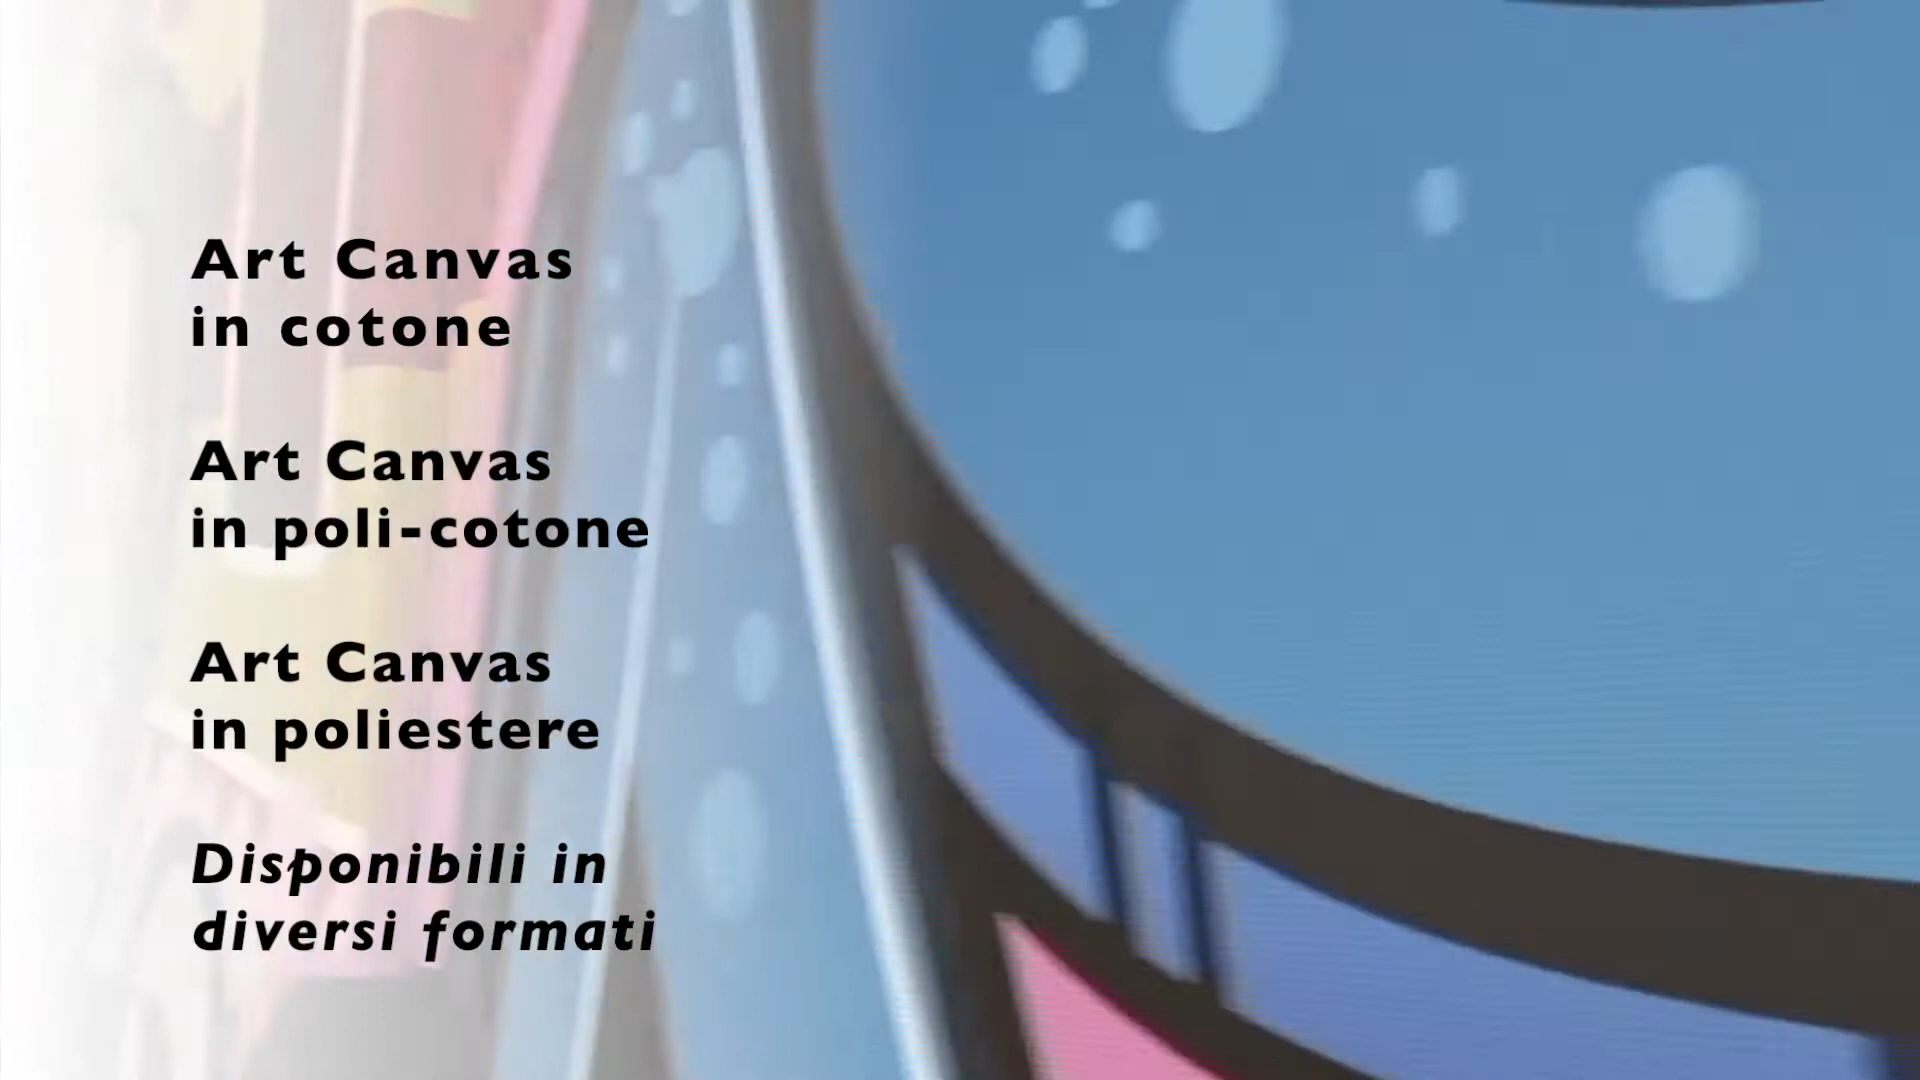 Art Canvas
in cotone
Art Canvas
in poli-cotone
Art Canvas
in poliestere
Disponibili in
diversi formati